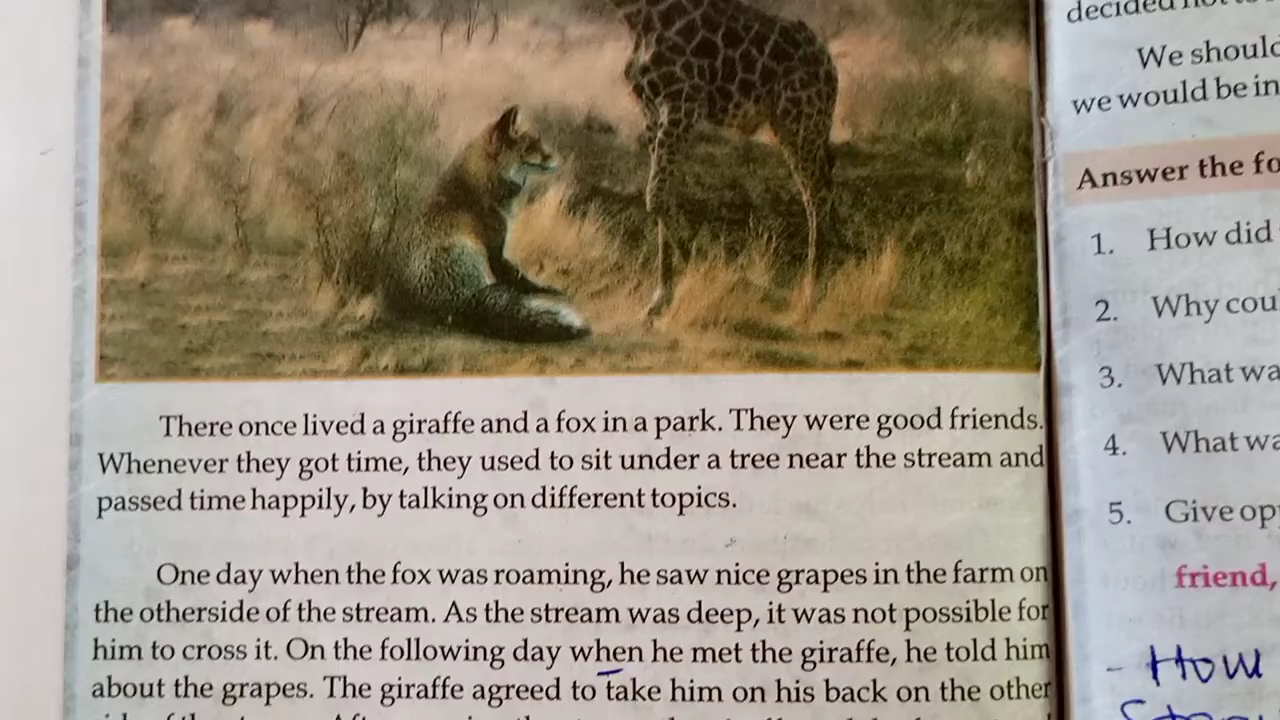 There once lived a giraffe and a fox in a park. They were good friends.
Whenever they got time, they used to sit under a tree near the stream and
passed time happily, by talking on different topics.
One day when the fox was roaming, he saw nice grapes in the farm on
the otherside of the stream. As the stream was deep, it was not possible for
him to cross it. On the following day when he met the giraffe, he told him
about the grapes. The giraffe agreed to take him on his back on the other
We should
we would be in
Answer the
1. How did
2. Why
3. What
4. What
5. Give
friend,
- How